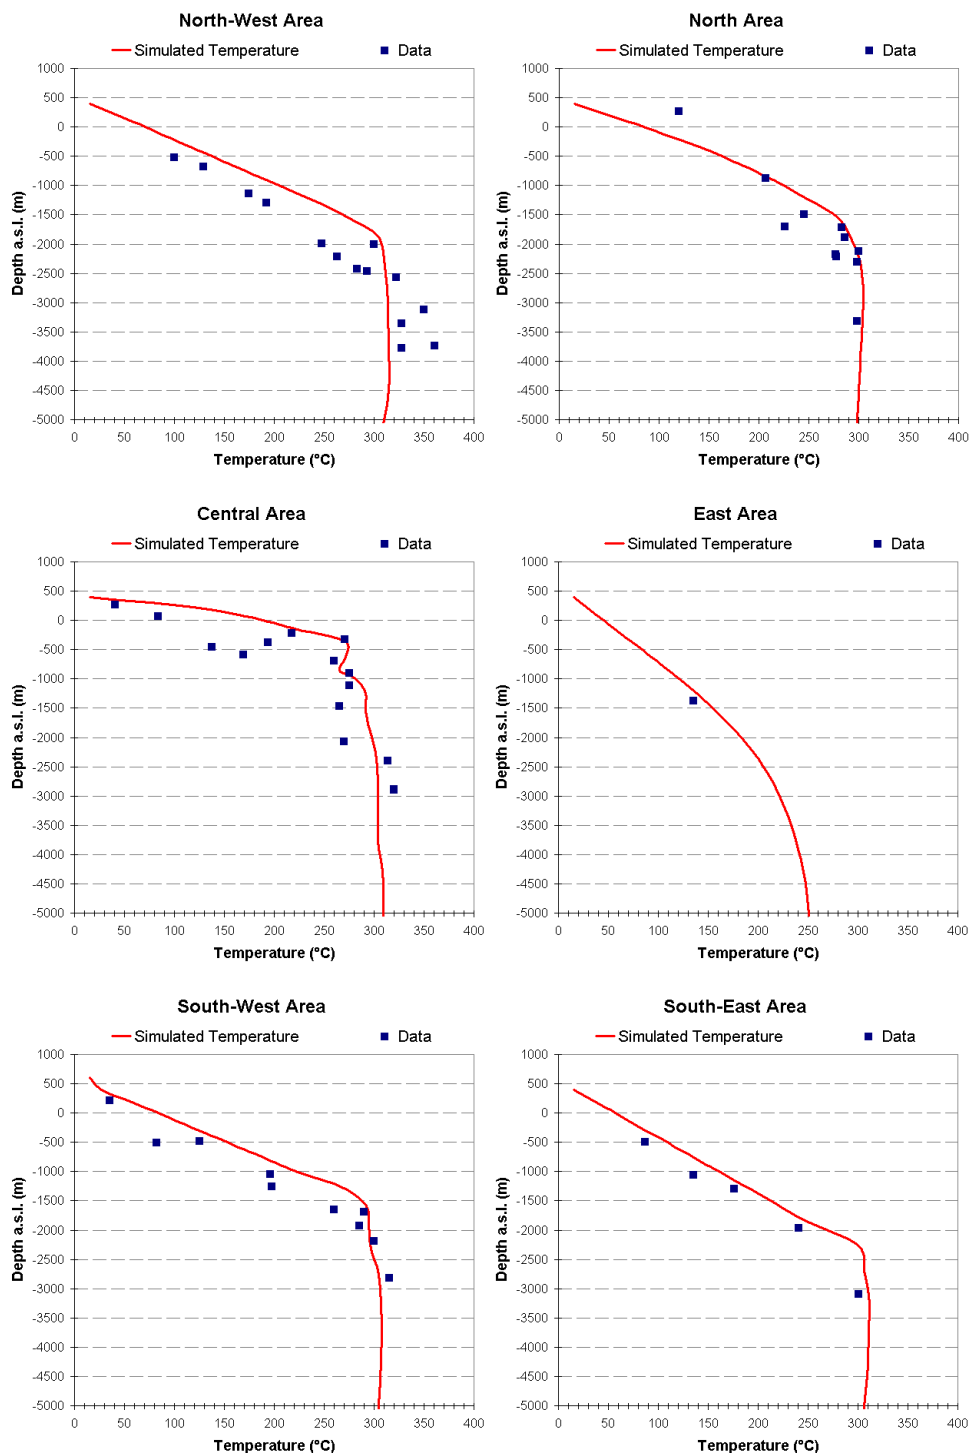 North-West Area
Simulated Temperature Data
1000
500
0
-500
-1000
-1500
-2000
-2500
-3000
-3500
-4000
-4500
-5000
Depth a.s.l. (m)
0 50 100 150 200 250 300 350 400
Temperature (°C)
North Area
Simulated Temperature Data
1000
500
0
-500
-1000
-1500
-2000
-2500
-3000
-3500
-4000
-4500
-5000
Depth a.s.l. (m)
0 50 100 150 200 250 300 350 400
Temperature (°C)
Central Area
Simulated Temperature Data
1000
500
0
-500
-1000
-1500
-2000
-2500
-3000
-3500
-4000
-4500
-5000
Depth a.s.l. (m)
0 50 100 150 200 250 300 350 400
Temperature (°C)
East Area
Simulated Temperature Data
1000
500
0
-500
-1000
-1500
-2000
-2500
-3000
-3500
-4000
-4500
-5000
Depth a.s.l. (m)
0 50 100 150 200 250 300 350 400
Temperature (°C)
South-West Area
Simulated Temperature Data
1000
500
0
-500
-1000
-1500
-2000
-2500
-3000
-3500
-4000
-4500
-5000
Depth a.s.l. (m)
0 50 100 150 200 250 300 350 400
Temperature (°C)
South-East Area
Simulated Temperature Data
1000
500
0
-500
-1000
-1500
-2000
-2500
-3000
-3500
-4000
-4500
-5000
Depth a.s.l. (m)
0 50 100 150 200 250 300 350 400
Temperature (°C)